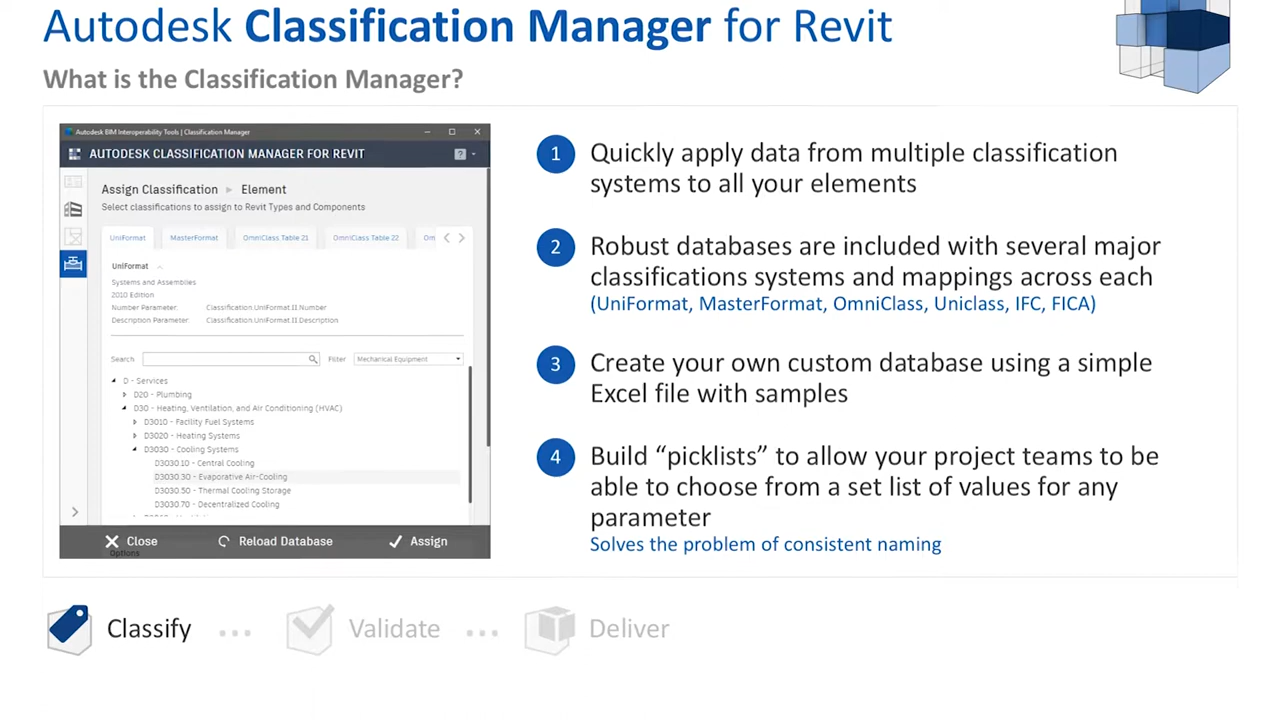 Autodesk Classification Manager for Revit
What is the Classification Manager?
Autodesk BIM Interoperability Tools | Classification Manager
AUTODESK CLASSIFICATION MANAGER FOR REVIT
?
Assign Classification
Element
Select classifications to assign to Revit Types and Components
UniFormat
MasterFormat
OmniClass Table 21
OmniClass Table 22
Om
UniFormat
Systems and Assemblies
2010 Edition
Number Parameter: Classification.UniFormat.II.Number
Description Parameter: Classification.UniFormat.II.Description
Search
Filter
Mechanical Equipment
D - Services
D20 - Plumbing
D30 - Heating, Ventilation, and Air Conditioning (HVAC)
D3010 - Facility Fuel Systems
D3020 - Heating Systems
D3030 - Cooling Systems
D3030.10 - Central Cooling
D3030.30 - Evaporative Air-Cooling
D3030.50 - Thermal Cooling Storage
D3030.70 - Decentralized Cooling
Close
Reload Database
Assign
Options
1
Quickly apply data from multiple classification
systems to all your elements
2
Robust databases are included with several major
classifications systems and mappings across each
(UniFormat, MasterFormat, OmniClass, Uniclass, IFC, FICA)
3
Create your own custom database using a simple
Excel file with samples
4
Build “picklists” to allow your project teams to be
able to choose from a set list of values for any
parameter
Solves the problem of consistent naming
Classify ... Validate ... Deliver